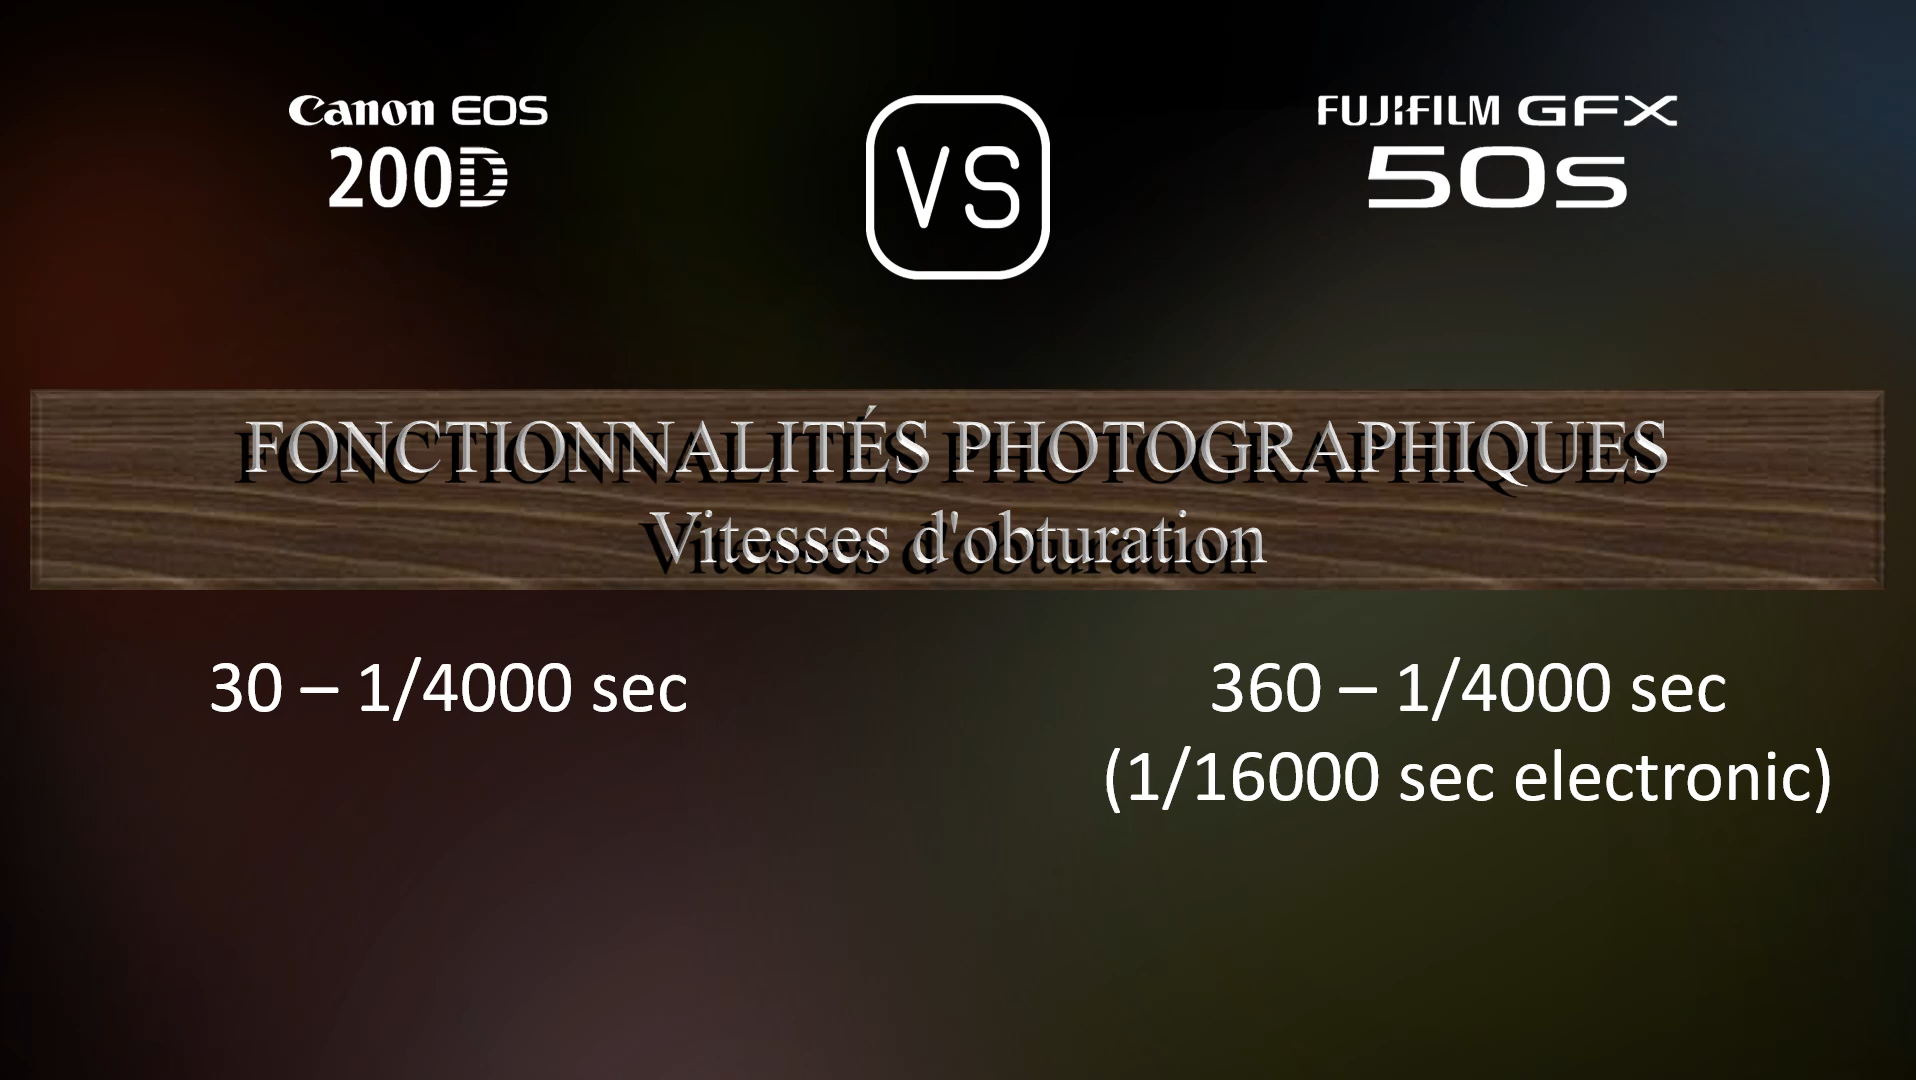 Canon EOS
200D
VS
FUJIFILM GFX
50s
FONCTIONNALITÉS PHOTOGRAPHIQUES
Vitesses d'obturation
30 – 1/4000 sec
360 – 1/4000 sec
(1/16000 sec electronic)